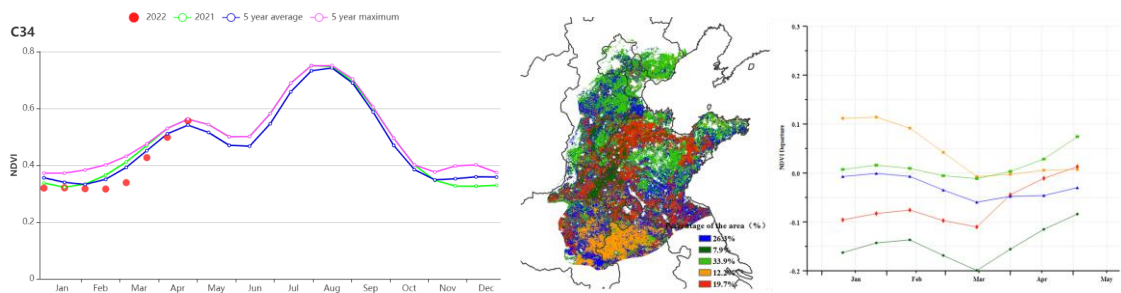 2022 2021 5 year average 5 year maximum
C34
0.8
0.6
0.4
0.2
0
NDVI
Jan Feb Mar Apr May Jun Jul Aug Sep Oct Nov Dec
D
Percentage of the area (%)
26.3%
7.9%
33.9%
12.2%
19.7%
0.3
0.2
0.1
0.0
-0.1
-0.2
NDVI Departure
Jan Feb Mar Apr May